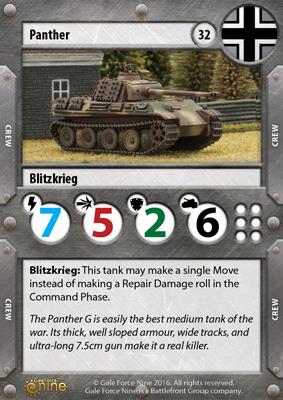 Panther
32
CREW
CREW
Blitzkrieg
7 5 2 6
Blitzkrieg: This tank may make a single Move
instead of making a Repair Damage roll in the
Command Phase.
The Panther G is easily the best medium tank of the
war. Its thick, well sloped armour, wide tracks, and
ultra-long 7.5cm gun make it a real killer.
CREW
CREW
GaleForce
nine
© Gale Force Nine 2016. All rights reserved.
Gale Force Nine is a Battlefront Group company.